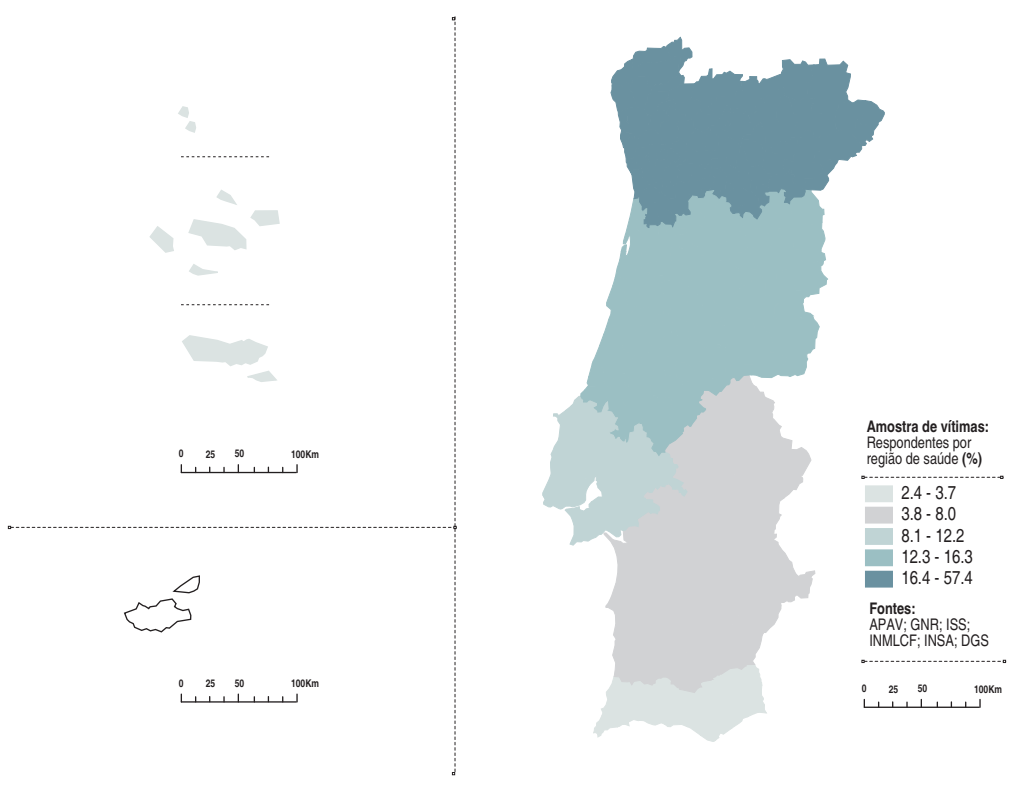 0 25 50 100Km
0 25 50 100Km
Amostra de vítimas:
Respondentes por
região de saúde (%)
2.4 - 3.7
3.8 - 8.0
8.1 - 12.2
12.3 - 16.3
16.4 - 57.4
Fontes:
APAV; GNR; ISS;
INMLCF; INSA; DGS
0 25 50 100Km